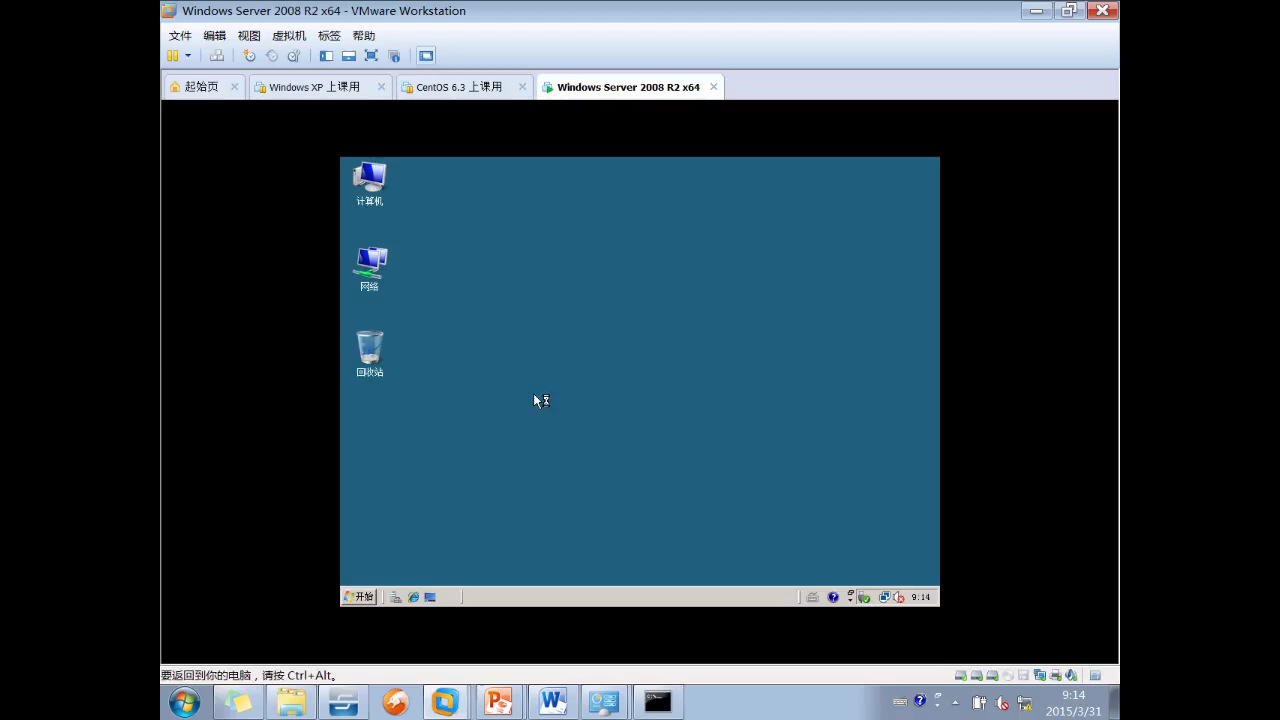 Windows Server 2008 R2 x64 - VMware Workstation
文件 编辑 视图 虚拟机 标签 帮助
起始页 Windows XP 上课用 CentOS 6.3 上课用 Windows Server 2008 R2 x64
计算机
网络
回收站
开始 9:14
要返回到你的电脑，请按 Ctrl+Alt。
9:14
2015/3/31